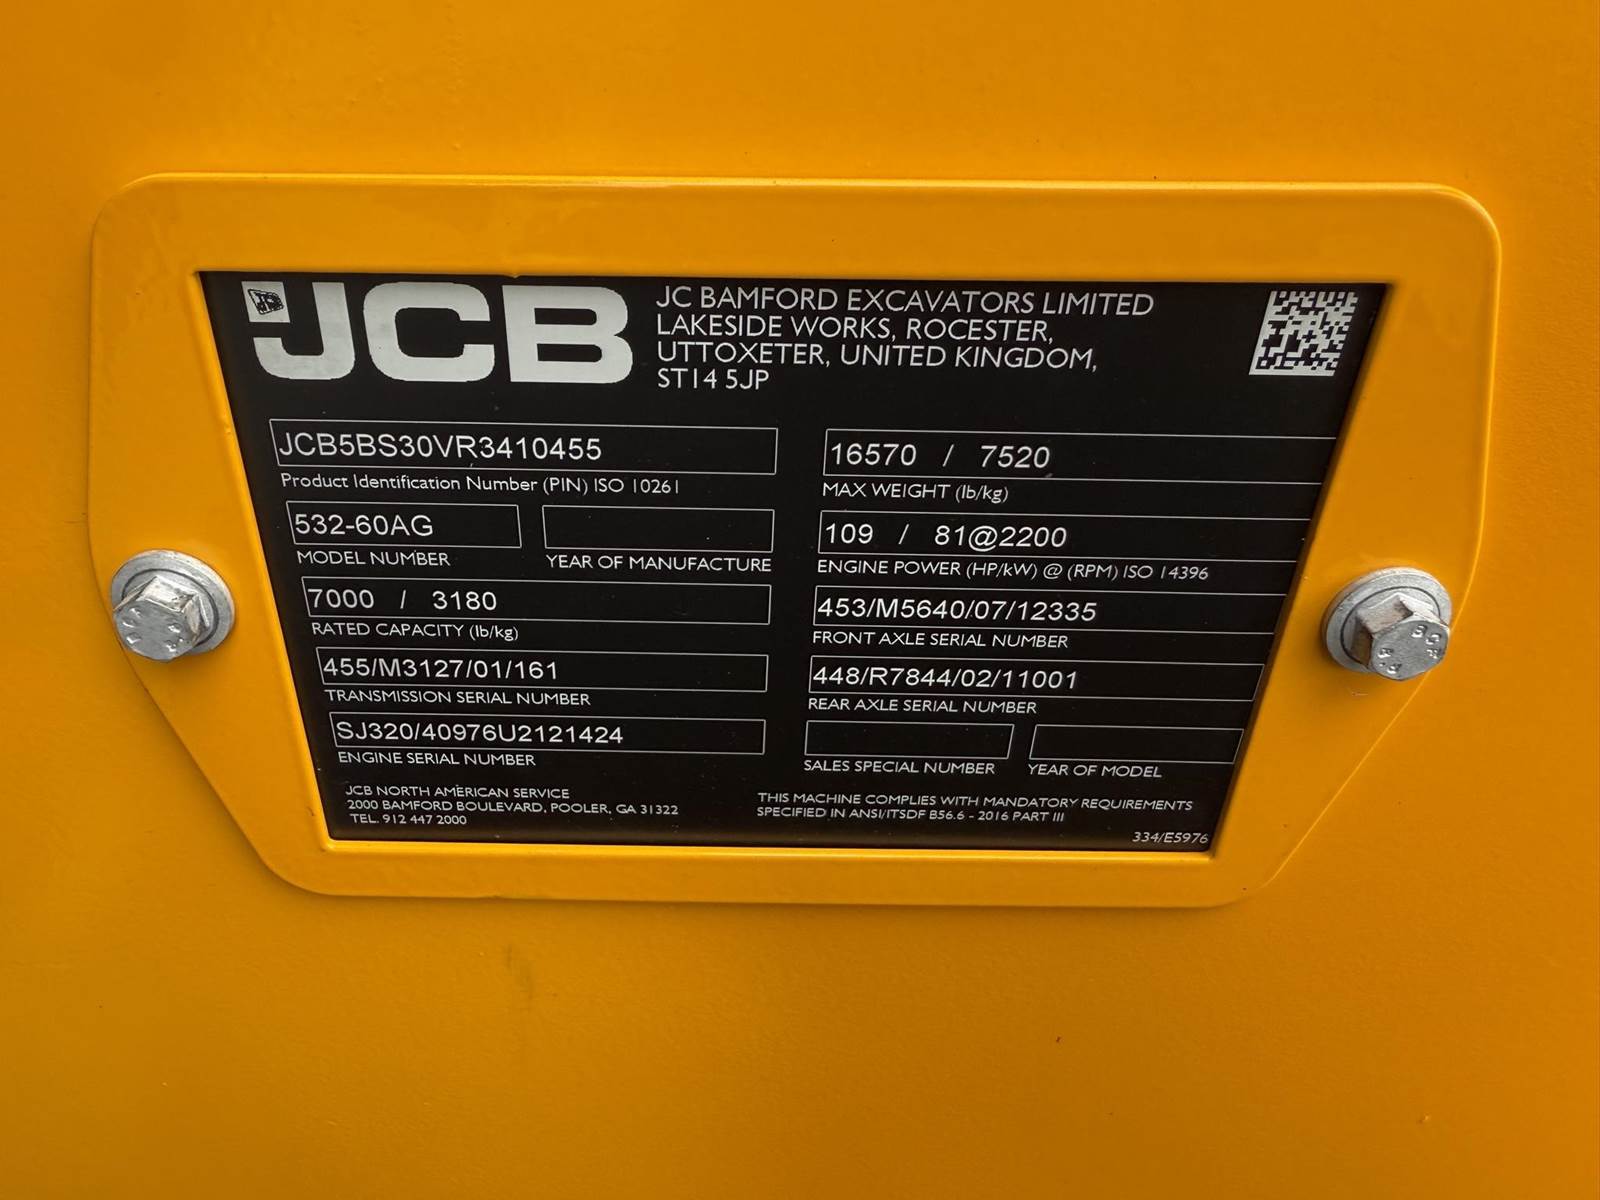 JCB
JC BAMFORD EXCAVATORS LIMITED
LAKESIDE WORKS, ROCESTER,
UTTOXETER, UNITED KINGDOM,
ST14 5JP
JCB5BS30VR3410455
Product Identification Number (PIN) ISO 10261
532-60AG
MODEL NUMBER
YEAR OF MANUFACTURE
7000 / 3180
RATED CAPACITY (lb/kg)
455/M3127/01/161
TRANSMISSION SERIAL NUMBER
SJ320/40976U2121424
ENGINE SERIAL NUMBER
16570 / 7520
MAX WEIGHT (lb/kg)
109 / 81@2200
ENGINE POWER (HP/kW) @ (RPM) ISO 14396
453/M5640/07/12335
FRONT AXLE SERIAL NUMBER
448/R7844/02/11001
REAR AXLE SERIAL NUMBER
SALES SPECIAL NUMBER
YEAR OF MODEL
JCB NORTH AMERICAN SERVICE
2000 BAMFORD BOULEVARD, POOLER, GA 31322
TEL. 912 447 2000
THIS MACHINE COMPLIES WITH MANDATORY REQUIREMENTS
SPECIFIED IN ANSI/ITSDF B56.6 - 2016 PART III
334/E5976